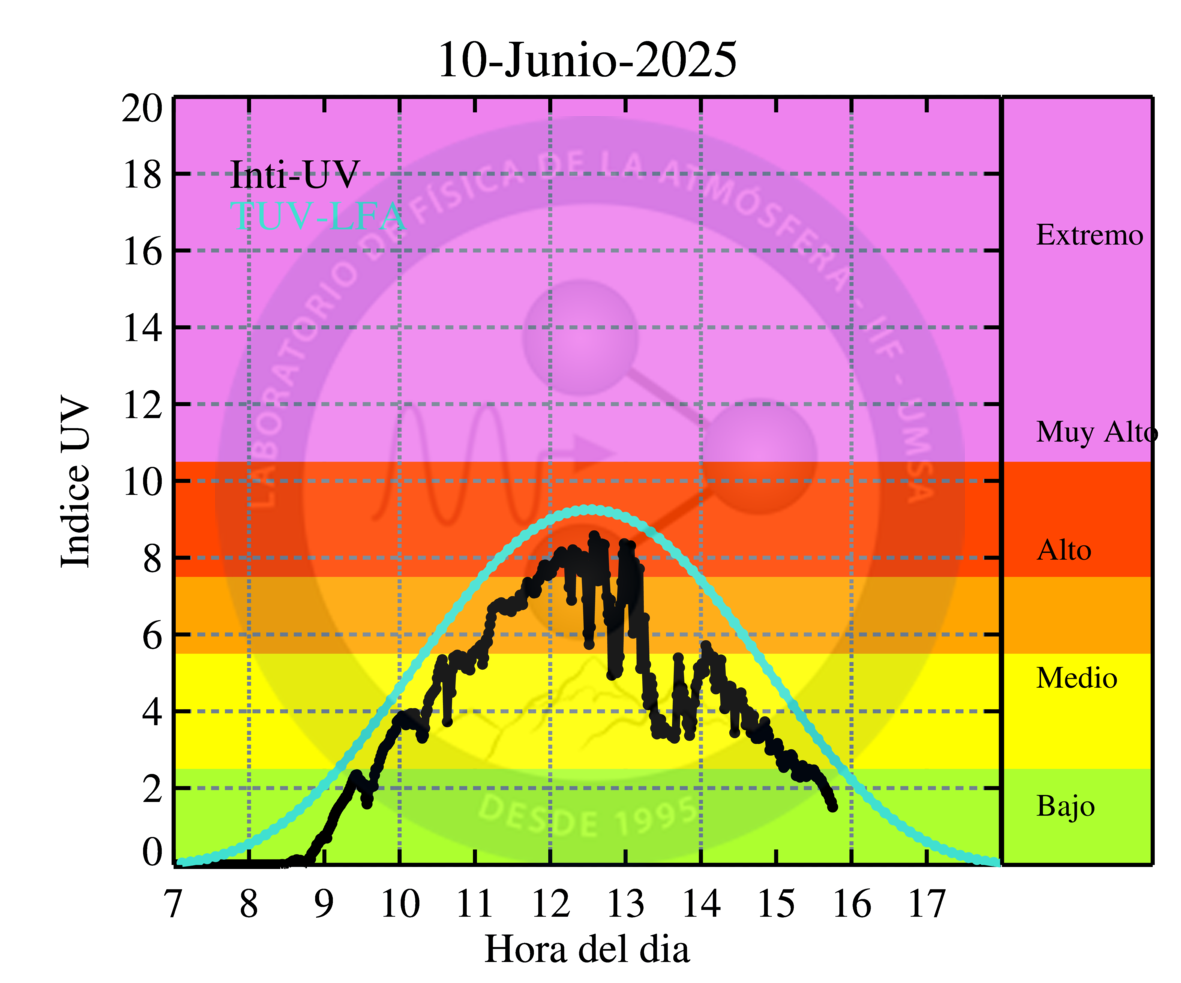 10-Junio-2025
20
18
16
14
12
10
8
6
4
2
0
Indice UV
Inti-UV
TUV-LFA
LABORATORIO DE FÍSICA DE LA ATMÓSFERA - IIF - UMSA
DESDE 1995
Extremo
Muy Alto
Alto
Medio
Bajo
7 8 9 10 11 12 13 14 15 16 17
Hora del dia